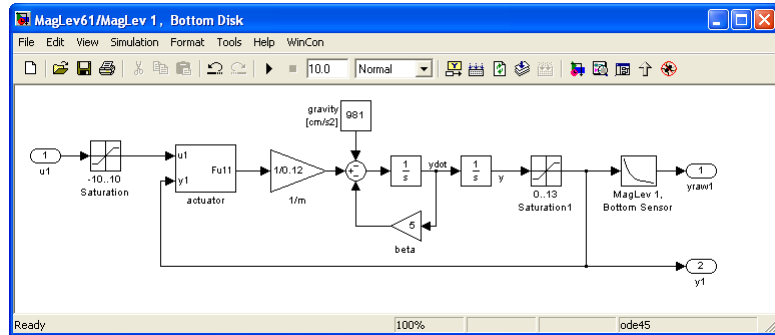 MagLev61/MagLev 1, Bottom Disk
File Edit View Simulation Format Tools Help WinCon
10.0 Normal
gravity
[cm/s2]
981
1
u1
-10..10
Saturation
u1
y1
Fu11
actuator
1/0.12
1/m
1
s
ydot
1
s
y
0..13
Saturation1
MagLev 1,
Bottom Sensor
1
yraw1
5
beta
2
y1
Ready 100% ode45